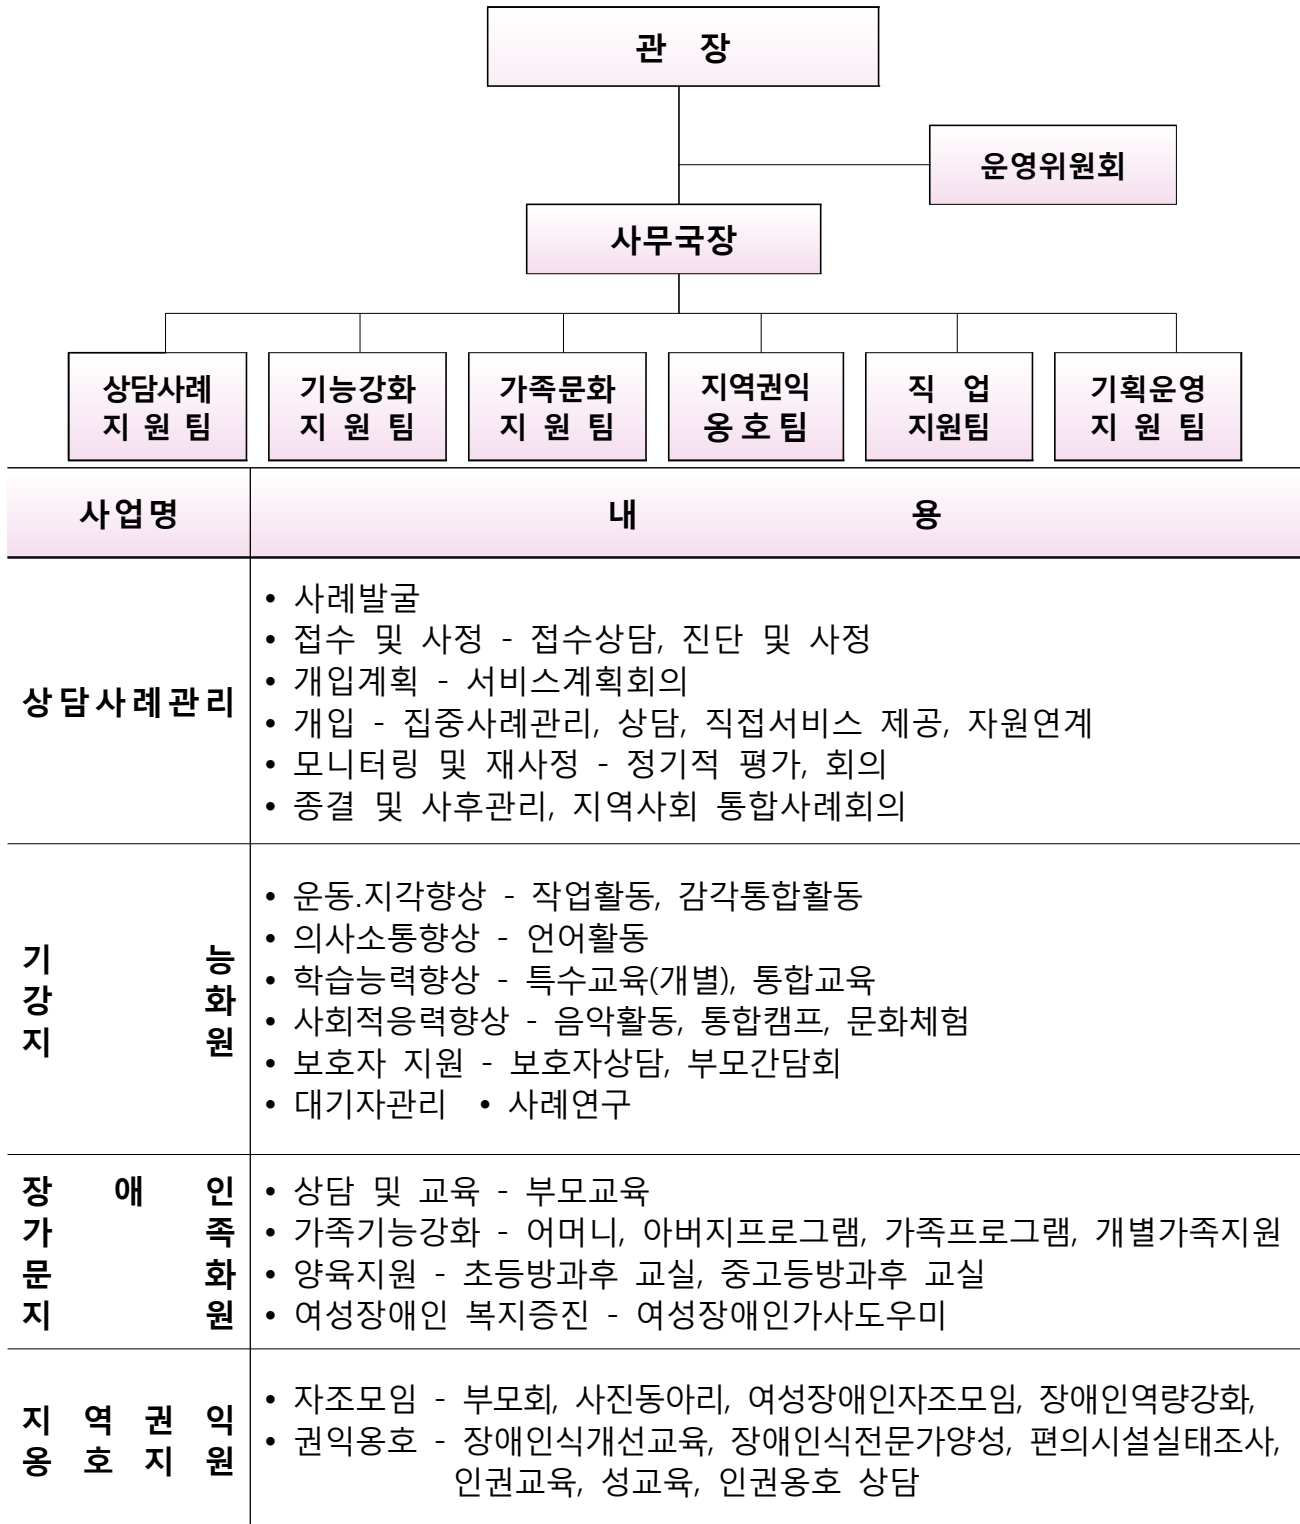 관 장
운영위원회
사무국장
상담사례
지 원 팀
기능강화
지 원 팀
가족문화
지 원 팀
지역권익
옹 호 팀
직 업
지원팀
기획운영
지 원 팀
사업명 내 용
상담사례관리
• 사례발굴
• 접수 및 사정 - 접수상담, 진단 및 사정
• 개입계획 - 서비스계획회의
• 개입 - 집중사례관리, 상담, 직접서비스 제공, 자원연계
• 모니터링 및 재사정 - 정기적 평가, 회의
• 종결 및 사후관리, 지역사회 통합사례회의
기 능
강 화
지 원
• 운동.지각향상 - 작업활동, 감각통합활동
• 의사소통향상 - 언어활동
• 학습능력향상 - 특수교육(개별), 통합교육
• 사회적응력향상 - 음악활동, 통합캠프, 문화체험
• 보호자 지원 - 보호자상담, 부모간담회
• 대기자관리 • 사례연구
장 애 인
가 족
문 화
지 원
• 상담 및 교육 - 부모교육
• 가족기능강화 - 어머니, 아버지프로그램, 가족프로그램, 개별가족지원
• 양육지원 - 초등방과후 교실, 중고등방과후 교실
• 여성장애인 복지증진 - 여성장애인가사도우미
지 역 권 익
옹 호 지 원
• 자조모임 - 부모회, 사진동아리, 여성장애인자조모임, 장애인역량강화,
• 권익옹호 - 장애인식개선교육, 장애인식전문가양성, 편의시설실태조사,
인권교육, 성교육, 인권옹호 상담